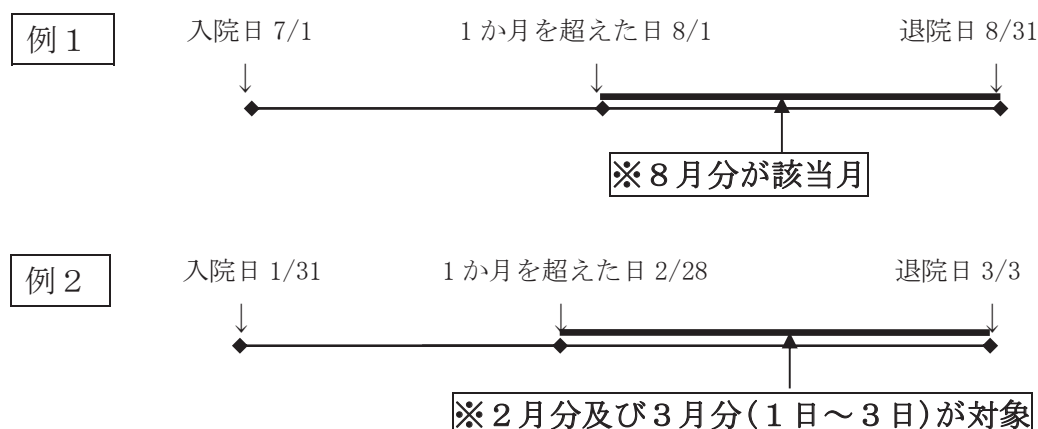 例１
入院日 7/1　１か月を超えた日 8/1　退院日 8/31
↓　↓　↓
※８月分が該当月
例２
入院日 1/31　１か月を超えた日 2/28　退院日 3/3
↓　↓　↓
※２月分及び３月分(１日～３日)が対象